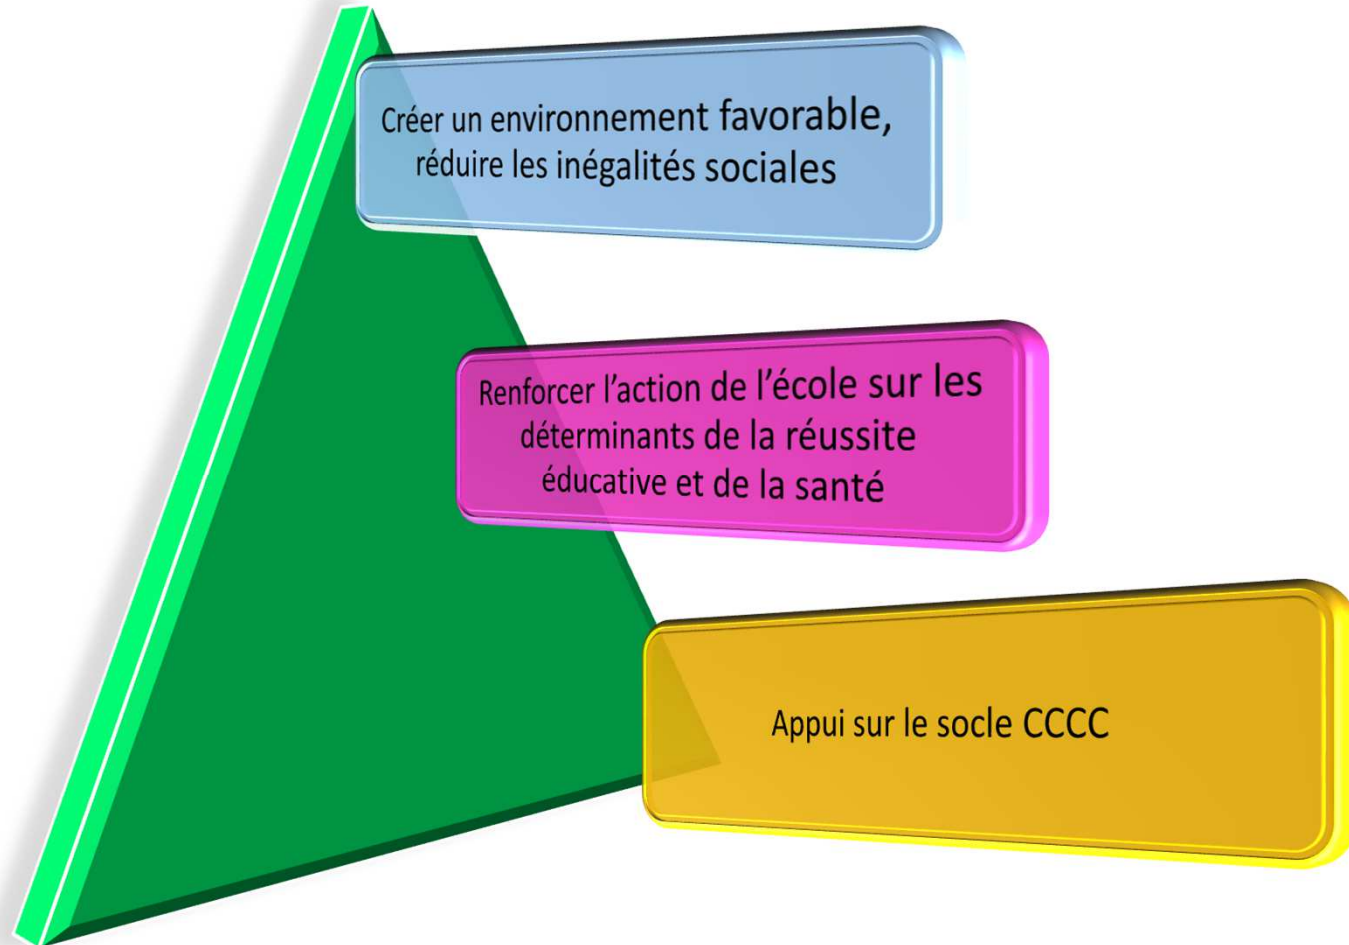 Créer un environnement favorable,
réduire les inégalités sociales
Renforcer l’action de l’école sur les
déterminants de la réussite
éducative et de la santé
Appui sur le socle CCCC